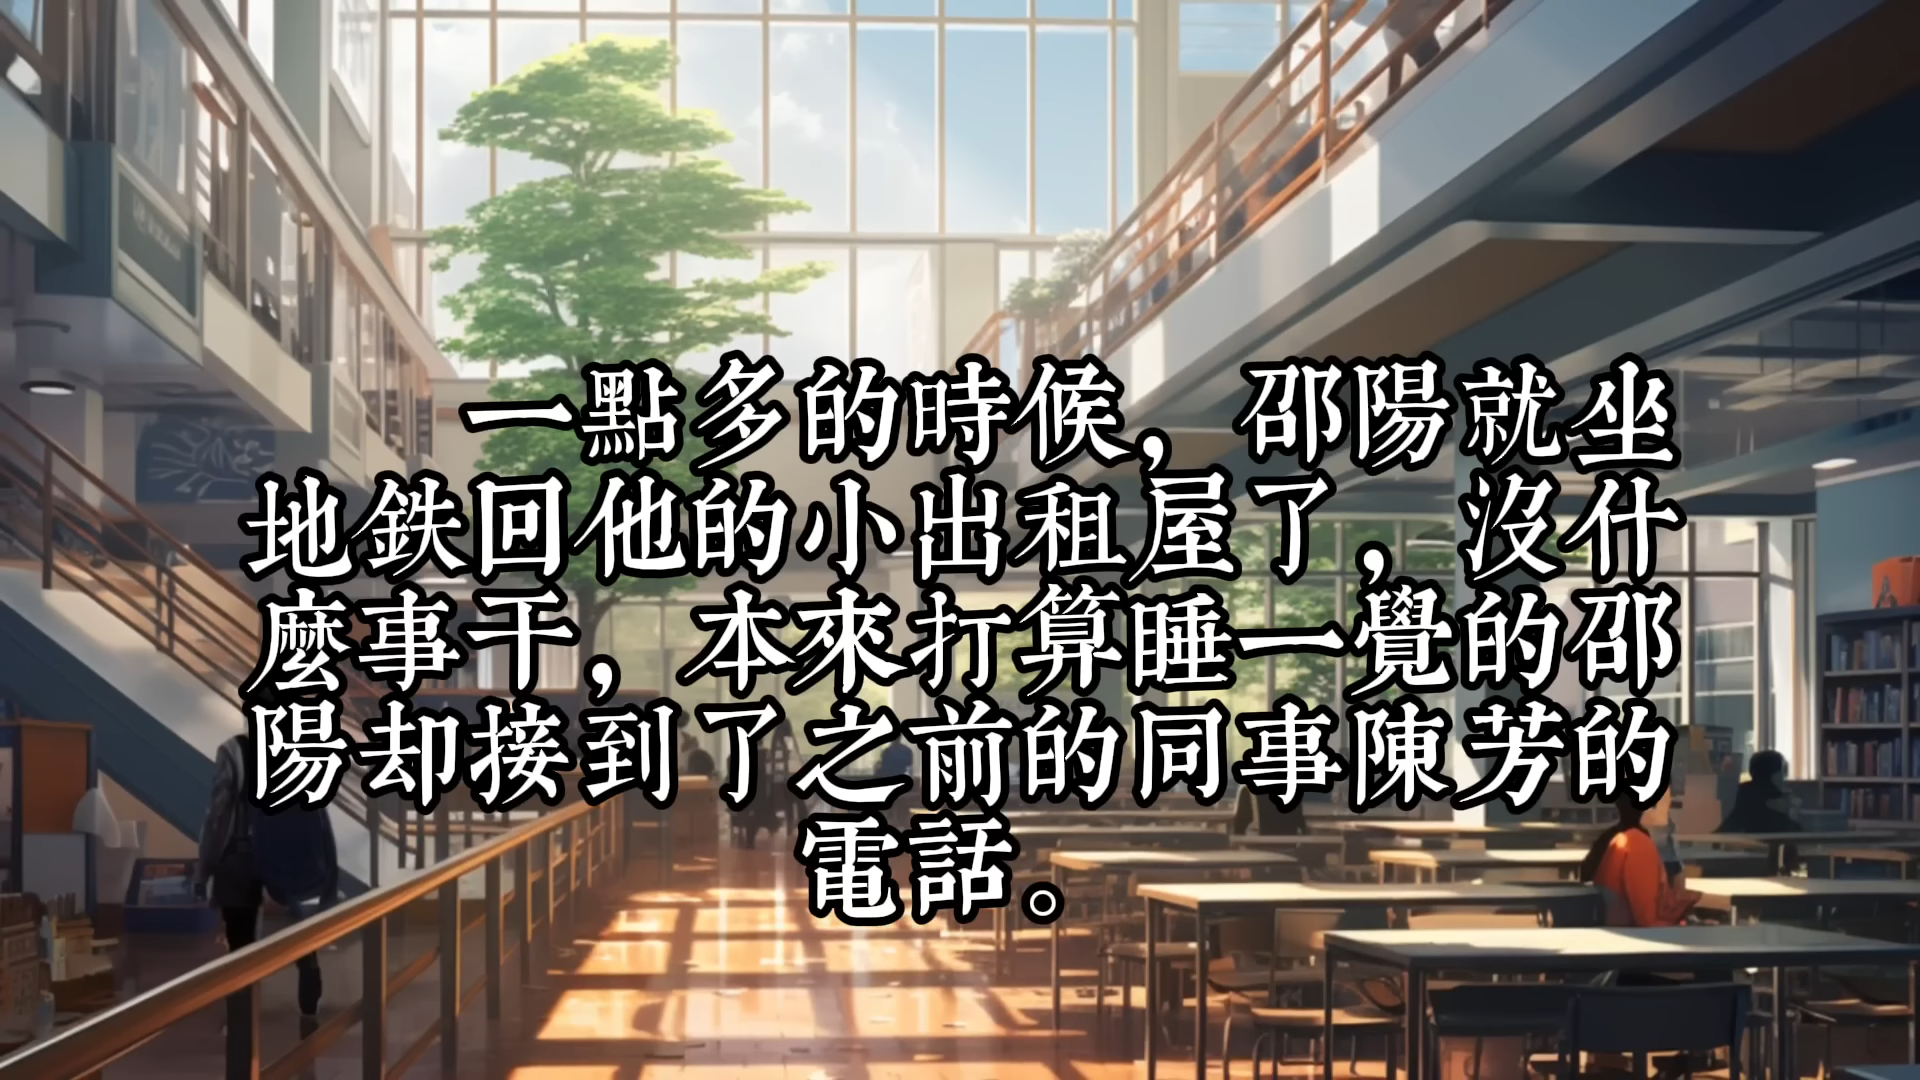 一點多的時候，邵陽就坐
地鉄回他的小出租屋了，沒什
麼事干，本來打算睡一覺的邵
陽却接到了之前的同事陳芳的
電話。